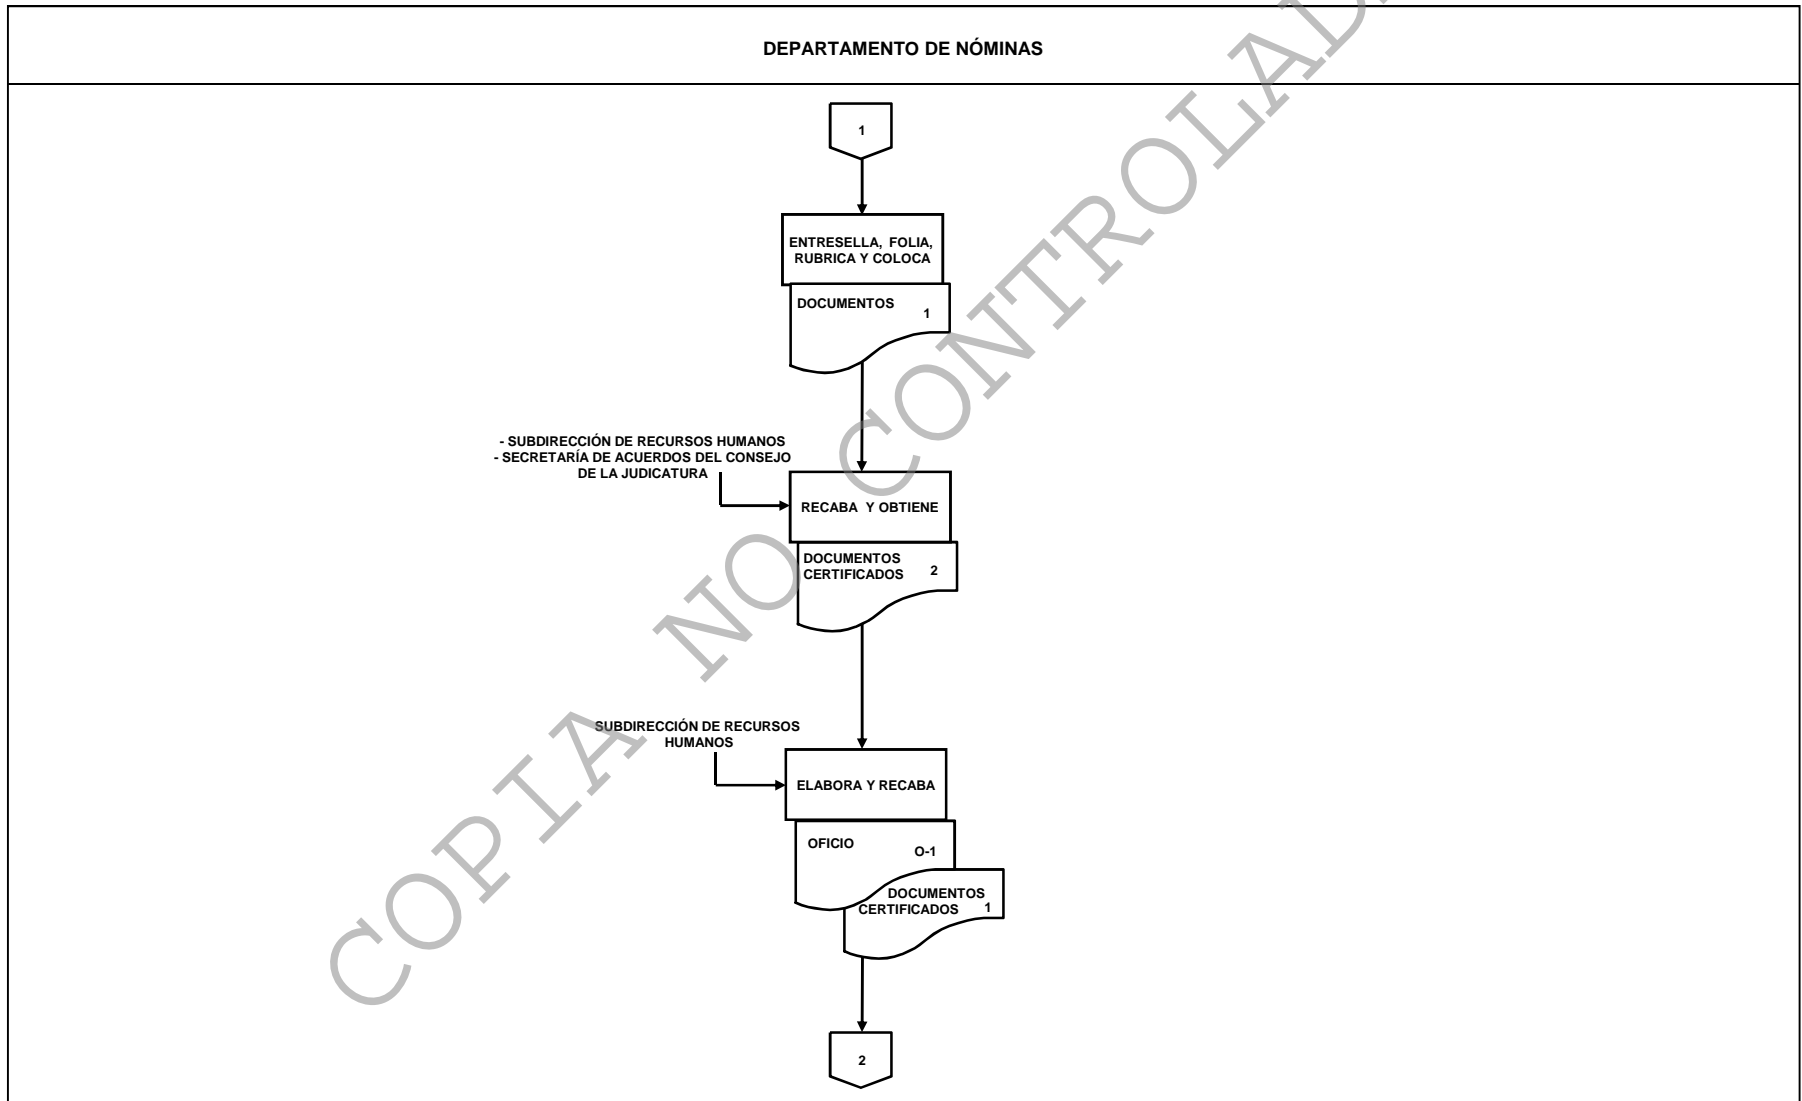 DEPARTAMENTO DE NÓMINAS
1
ENTRESELLA, FOLIA,
RUBRICA Y COLOCA
DOCUMENTOS
1
- SUBDIRECCIÓN DE RECURSOS HUMANOS
- SECRETARÍA DE ACUERDOS DEL CONSEJO
DE LA JUDICATURA
RECABA Y OBTIENE
DOCUMENTOS
CERTIFICADOS 2
SUBDIRECCIÓN DE RECURSOS
HUMANOS
ELABORA Y RECABA
OFICIO
O-1
DOCUMENTOS
CERTIFICADOS 1
2
COPIA NO CONTROLAD